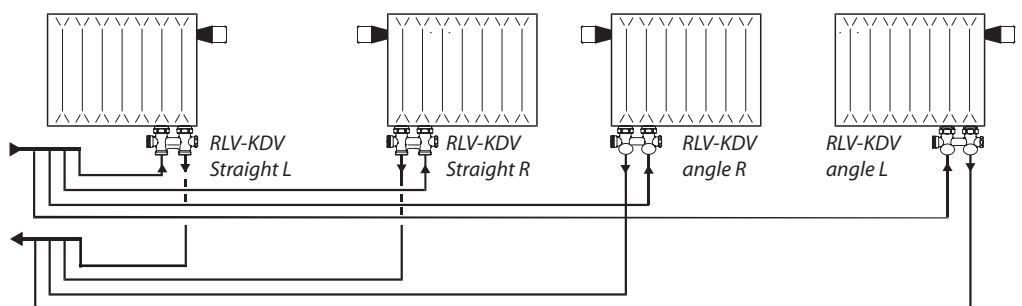 RLV-KDV
Straight L
RLV-KDV
Straight R
RLV-KDV
angle R
RLV-KDV
angle L